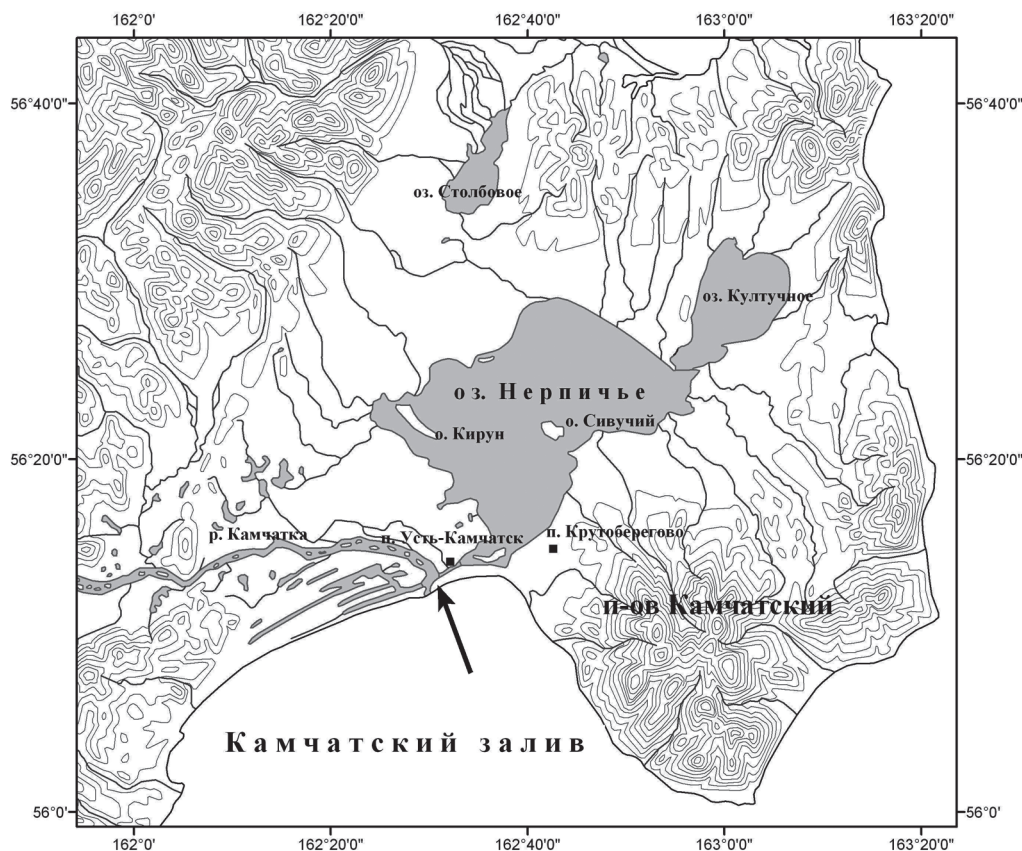 162°0'0" 162°20'0" 162°40'0" 163°0'0" 163°20'0"
56°40'0" 56°40'0"
оз. Столбовое
оз. Култучное
оз. Нерпичье
о. Сивучий
о. Кирун
56°20'0" 56°20'0"
р. Камчатка
п. Усть-Камчатск
п. Крутоберегово
п-ов Камчатский
Камчатский залив
56°0' 56°0'
162°0' 162°20'0" 162°40'0" 163°0'0" 163°20'0"